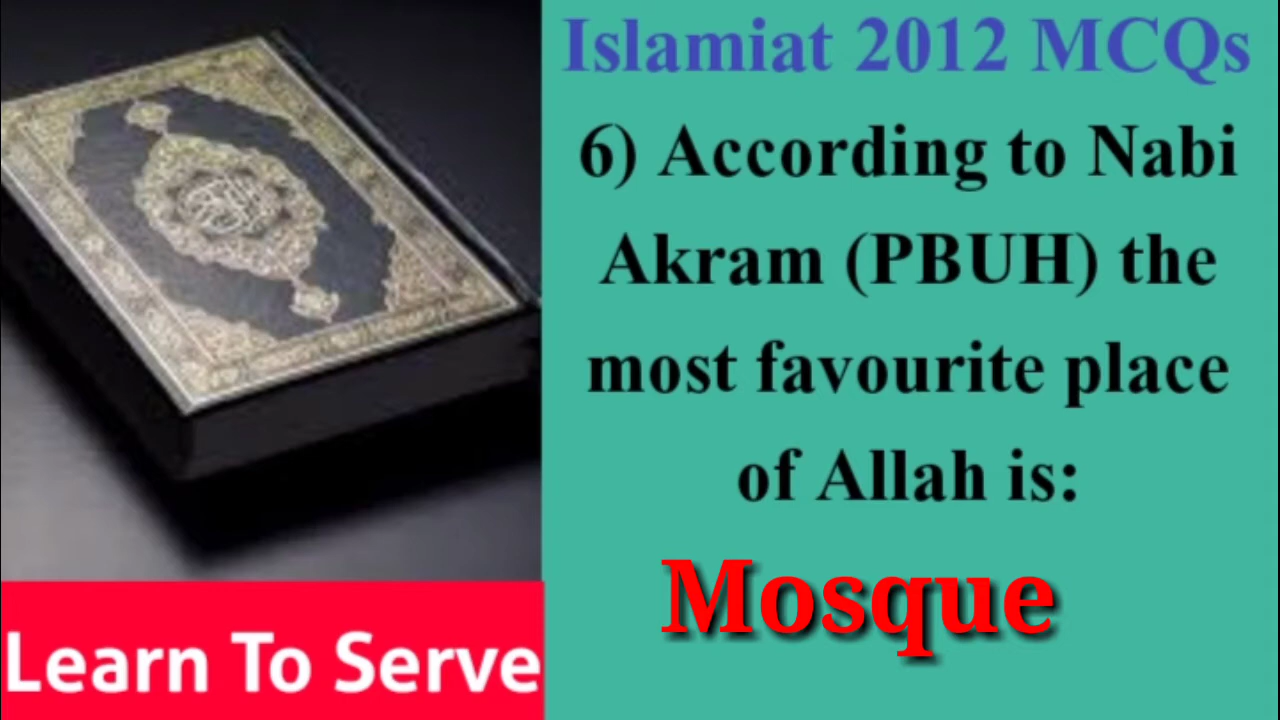 Islamiat 2012 MCQs
6) According to Nabi
Akram (PBUH) the
most favourite place
of Allah is:
Mosque
Learn To Serve